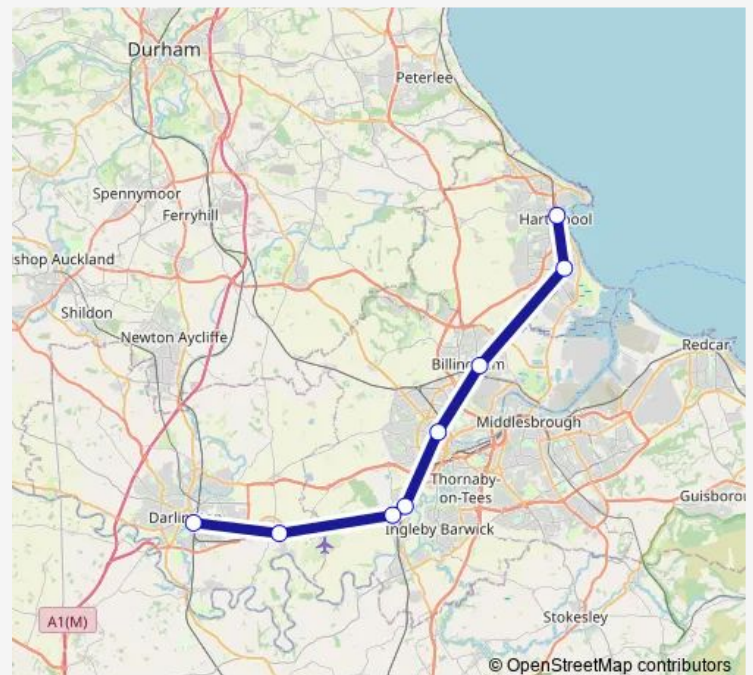 Durham
Peterlee
Spennymoor
Ferryhill
shop Auckland
Shildon
Newton Aycliffe
Redcar
Middlesbrough
Thornaby-
on-Tees
Guisboro
Ingleby Barwick
A1(M)
Stokesley
© OpenStreetMap contributors